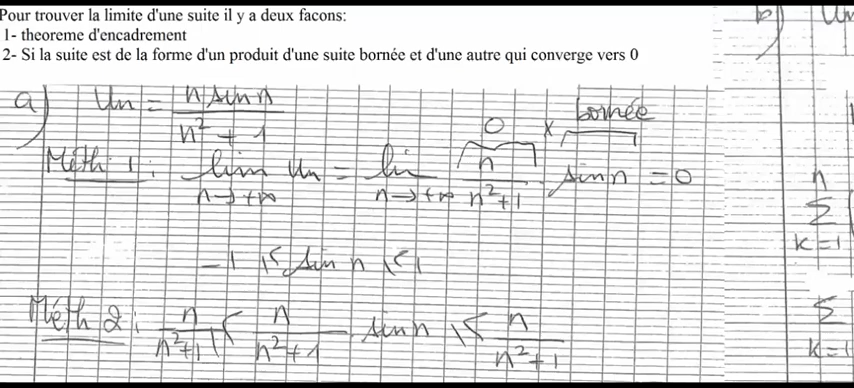 Pour trouver la limite d'une suite il y a deux facons:
1- theoreme d'encadrement
2- Si la suite est de la forme d'un produit d'une suite bornée et d'une autre qui converge vers 0
a) Un = n sin n / n² + 1
0 × bornée
Méth 1 : lim n→+∞ Un = lim n→+∞ n / n²+1 · sin n = 0
-1 ≤ sin n ≤ 1
Méth 2 : n / n²+1 ≤ n / n²+1 · sin n ≤ n / n²+1
b) Un
n
Σ
k=1
Σ
k=1